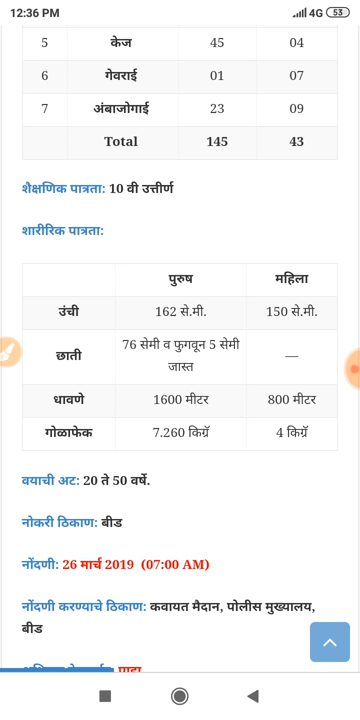 12:36 PM 4G 53
5 केज 45 04
6 गेवराई 01 07
7 अंबाजोगाई 23 09
Total 145 43
शैक्षणिक पात्रता: 10 वी उत्तीर्ण
शारीरिक पात्रता:
पुरुष महिला
उंची 162 से.मी. 150 से.मी.
छाती 76 सेमी व फुगवून 5 सेमी जास्त —
धावणे 1600 मीटर 800 मीटर
गोळाफेक 7.260 किग्रॅ 4 किग्रॅ
वयाची अट: 20 ते 50 वर्षे.
नोकरी ठिकाण: बीड
नोंदणी: 26 मार्च 2019 (07:00 AM)
नोंदणी करण्याचे ठिकाण: कवायत मैदान, पोलीस मुख्यालय,
बीड